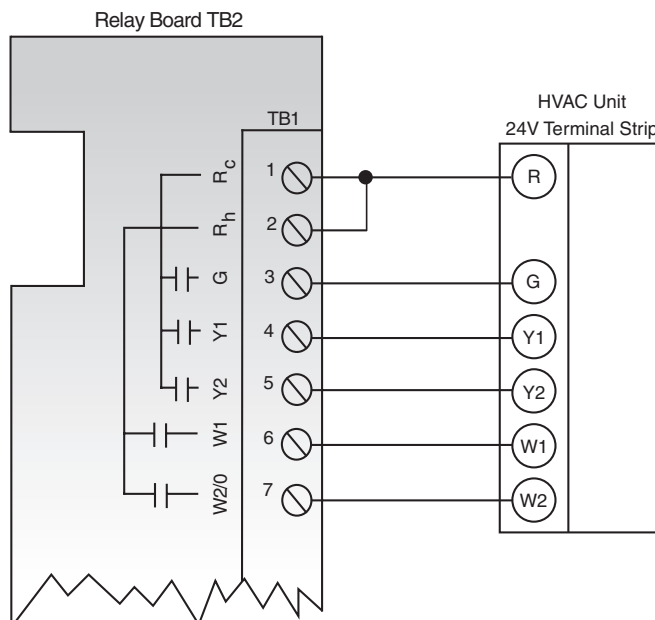 Relay Board TB2
HVAC Unit
24V Terminal Strip
TB1
Rc 1 R
Rh 2
G 3 G
Y1 4 Y1
Y2 5 Y2
W1 6 W1
W2/0 7 W2